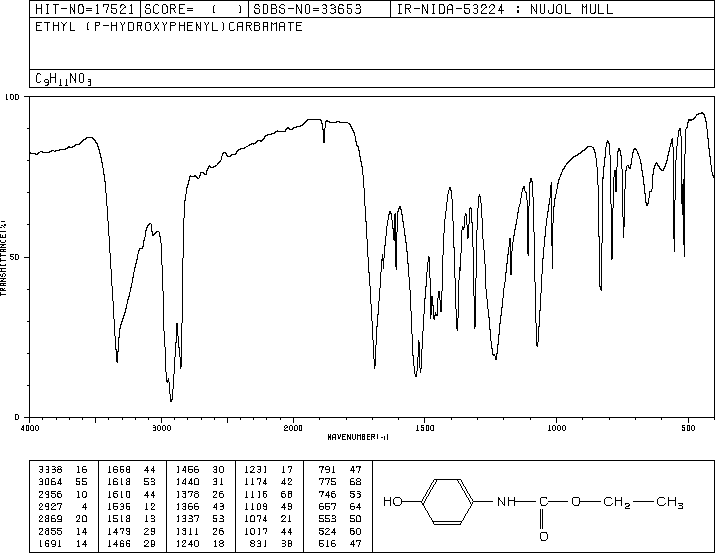 HIT-NO=17521 SCORE= ( ) SDBS-NO=33653 IR-NIDA-53224 : NUJOL MULL
ETHYL (P-HYDROXYPHENYL)CARBAMATE
C9H11NO3
100
50
0
TRANSMITTANCE(%)
4000 3000 2000 1500 1000 500
WAVENUMBER(-1)
3338 16 1658 44 1456 30 1231 17 791 47
3064 55 1618 53 1440 31 1174 42 775 68
2956 10 1610 44 1378 26 1116 68 746 53
2927 4 1536 12 1366 43 1109 49 657 64
2869 20 1518 13 1337 53 1074 21 553 50
2855 14 1479 29 1311 26 1017 44 524 50
1691 14 1466 29 1240 18 831 38 516 47
HO NH C O CH2 CH3
O